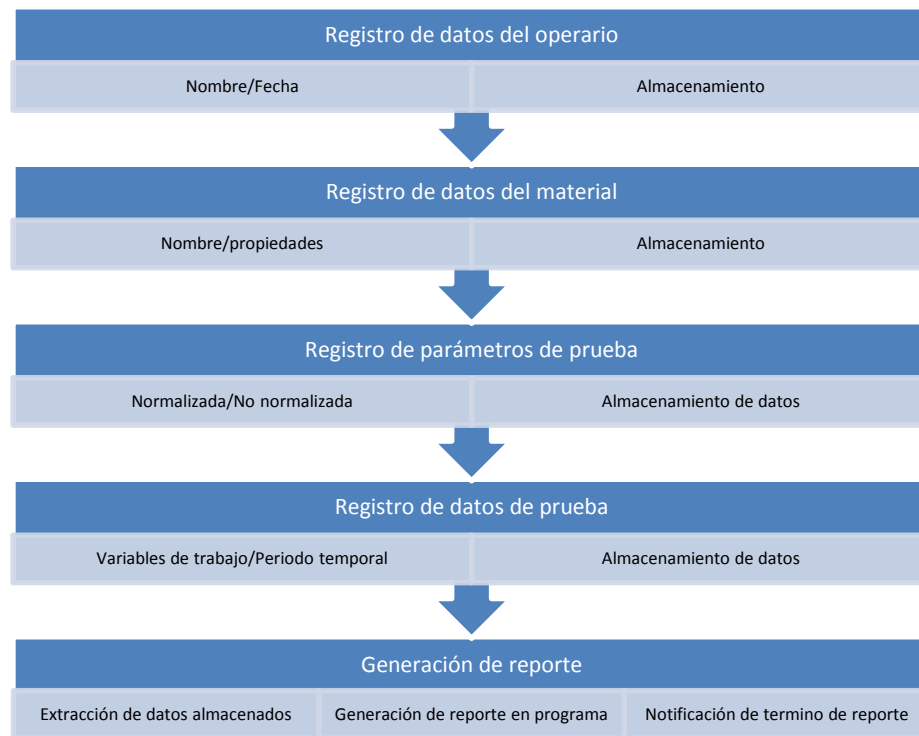 Registro de datos del operario
Nombre/Fecha
Almacenamiento
Registro de datos del material
Nombre/propiedades
Almacenamiento
Registro de parámetros de prueba
Normalizada/No normalizada
Almacenamiento de datos
Registro de datos de prueba
Variables de trabajo/Periodo temporal
Almacenamiento de datos
Generación de reporte
Extracción de datos almacenados
Generación de reporte en programa
Notificación de termino de reporte